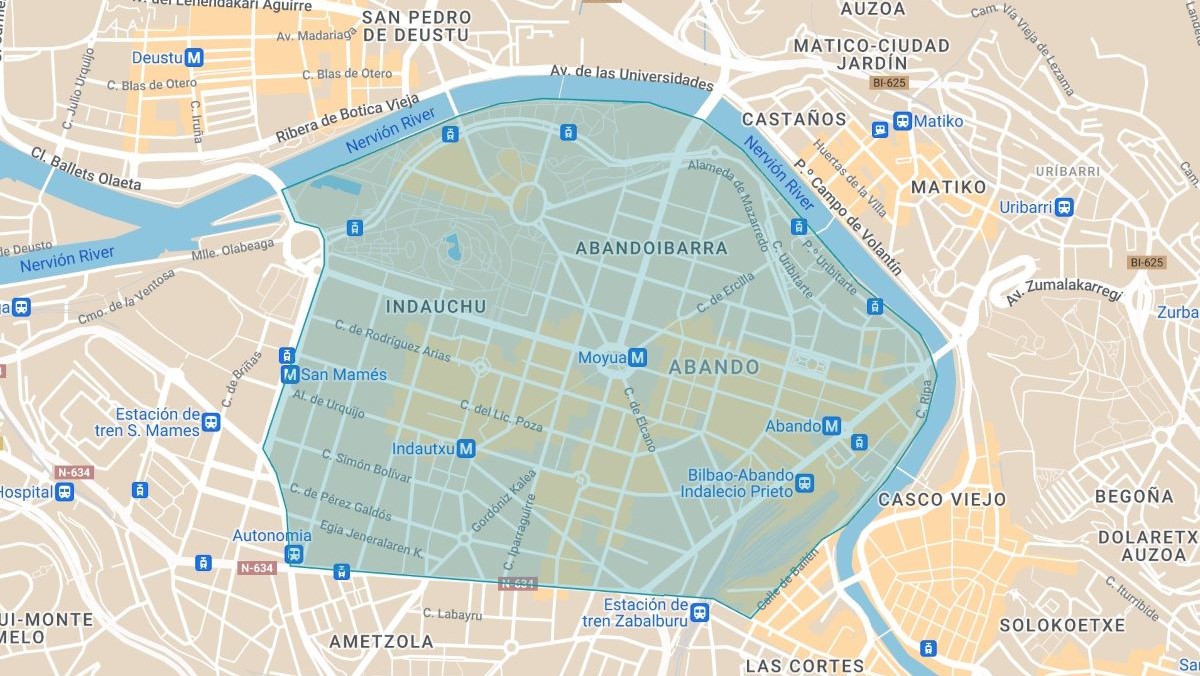 Av. del Lehendakari Aguirre
SAN PEDRO
DE DEUSTU
AUZOA
Cam. Vía Vieja de Lezama
Av. Madariaga
Deustu M
C. Blas de Otero
C. Blas de Otero
C. Julio Urquijo
C. Iruña
MATICO-CIUDAD
JARDÍN
BI-625
Av. de las Universidades
Ribera de Botica Vieja
Nervión River
CASTAÑOS
Matiko
Nervión River
Huertas de la Villa
P.º Campo de Volantín
MATIKO
URÍBARRI
Uribarri
Cl. Ballets Olaeta
Alameda de Mazarredo
de Deusto
Nervión River
Mlle. Olabeaga
ABANDOIBARRA
C. Uribitarte
P.º Uribitarte
BI-625
Cmo. de la Ventosa
INDAUCHU
C. de Ercilla
Av. Zumalakarregi
Zurba
C. de Rodríguez Arias
Moyua M
ABANDO
C. de Briñas
M San Mamés
Al. de Urquijo
C. del Lic. Poza
C. de Elcano
C. Ripa
Estación de
tren S. Mames
Abando M
Indautxu M
C. Simón Bolívar
Bilbao-Abando
Indalecio Prieto
N-634
Hospital
C. de Pérez Galdós
Gordóniz Kalea
C. Iparraguirre
CASCO VIEJO
BEGOÑA
Autonomia
Egia Jeneralaren K.
DOLARETX
AUZOA
N-634
N-634
Calle de Bailén
C. Iturribide
Estación de
tren Zabalburu
C. Labayru
UI-MONTE
MELO
AMETZOLA
SOLOKOETXE
LAS CORTES